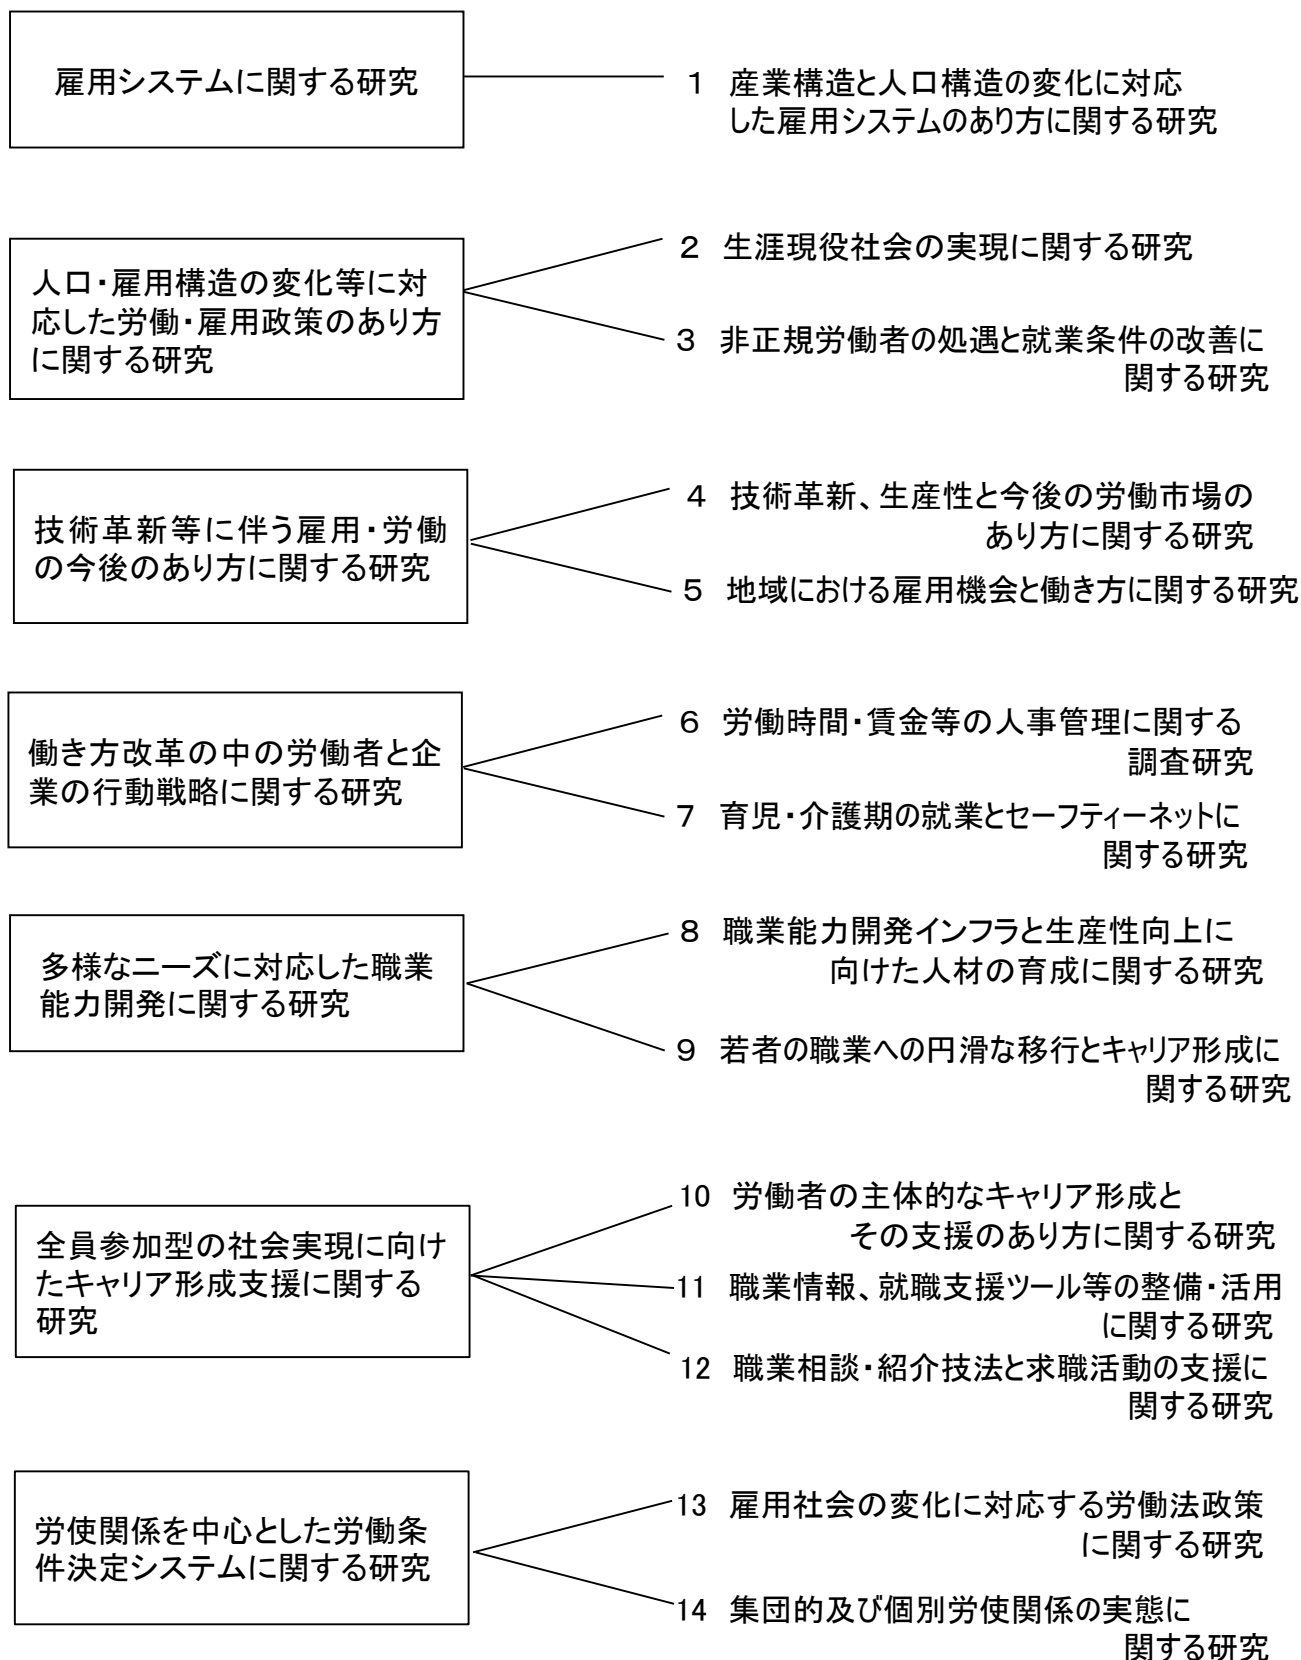 雇用システムに関する研究
1 産業構造と人口構造の変化に対応
した雇用システムのあり方に関する研究
人口・雇用構造の変化等に対
応した労働・雇用政策のあり方
に関する研究
2 生涯現役社会の実現に関する研究
3 非正規労働者の処遇と就業条件の改善に
関する研究
技術革新等に伴う雇用・労働
の今後のあり方に関する研究
4 技術革新、生産性と今後の労働市場の
あり方に関する研究
5 地域における雇用機会と働き方に関する研究
働き方改革の中の労働者と企
業の行動戦略に関する研究
6 労働時間・賃金等の人事管理に関する
調査研究
7 育児・介護期の就業とセーフティーネットに
関する研究
多様なニーズに対応した職業
能力開発に関する研究
8 職業能力開発インフラと生産性向上に
向けた人材の育成に関する研究
9 若者の職業への円滑な移行とキャリア形成に
関する研究
全員参加型の社会実現に向け
たキャリア形成支援に関する
研究
10 労働者の主体的なキャリア形成と
その支援のあり方に関する研究
11 職業情報、就職支援ツール等の整備・活用
に関する研究
12 職業相談・紹介技法と求職活動の支援に
関する研究
労使関係を中心とした労働条
件決定システムに関する研究
13 雇用社会の変化に対応する労働法政策
に関する研究
14 集団的及び個別労使関係の実態に
関する研究